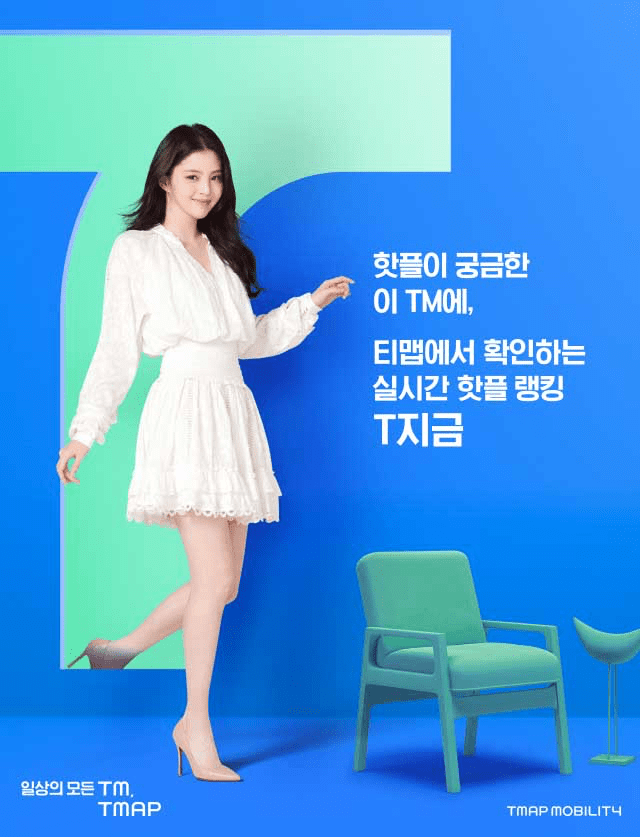 핫플이 궁금한
이 TM에,
티맵에서 확인하는
실시간 핫플 랭킹
T지금
일상의 모든 TM,
TMAP
TMAP MOBILITY